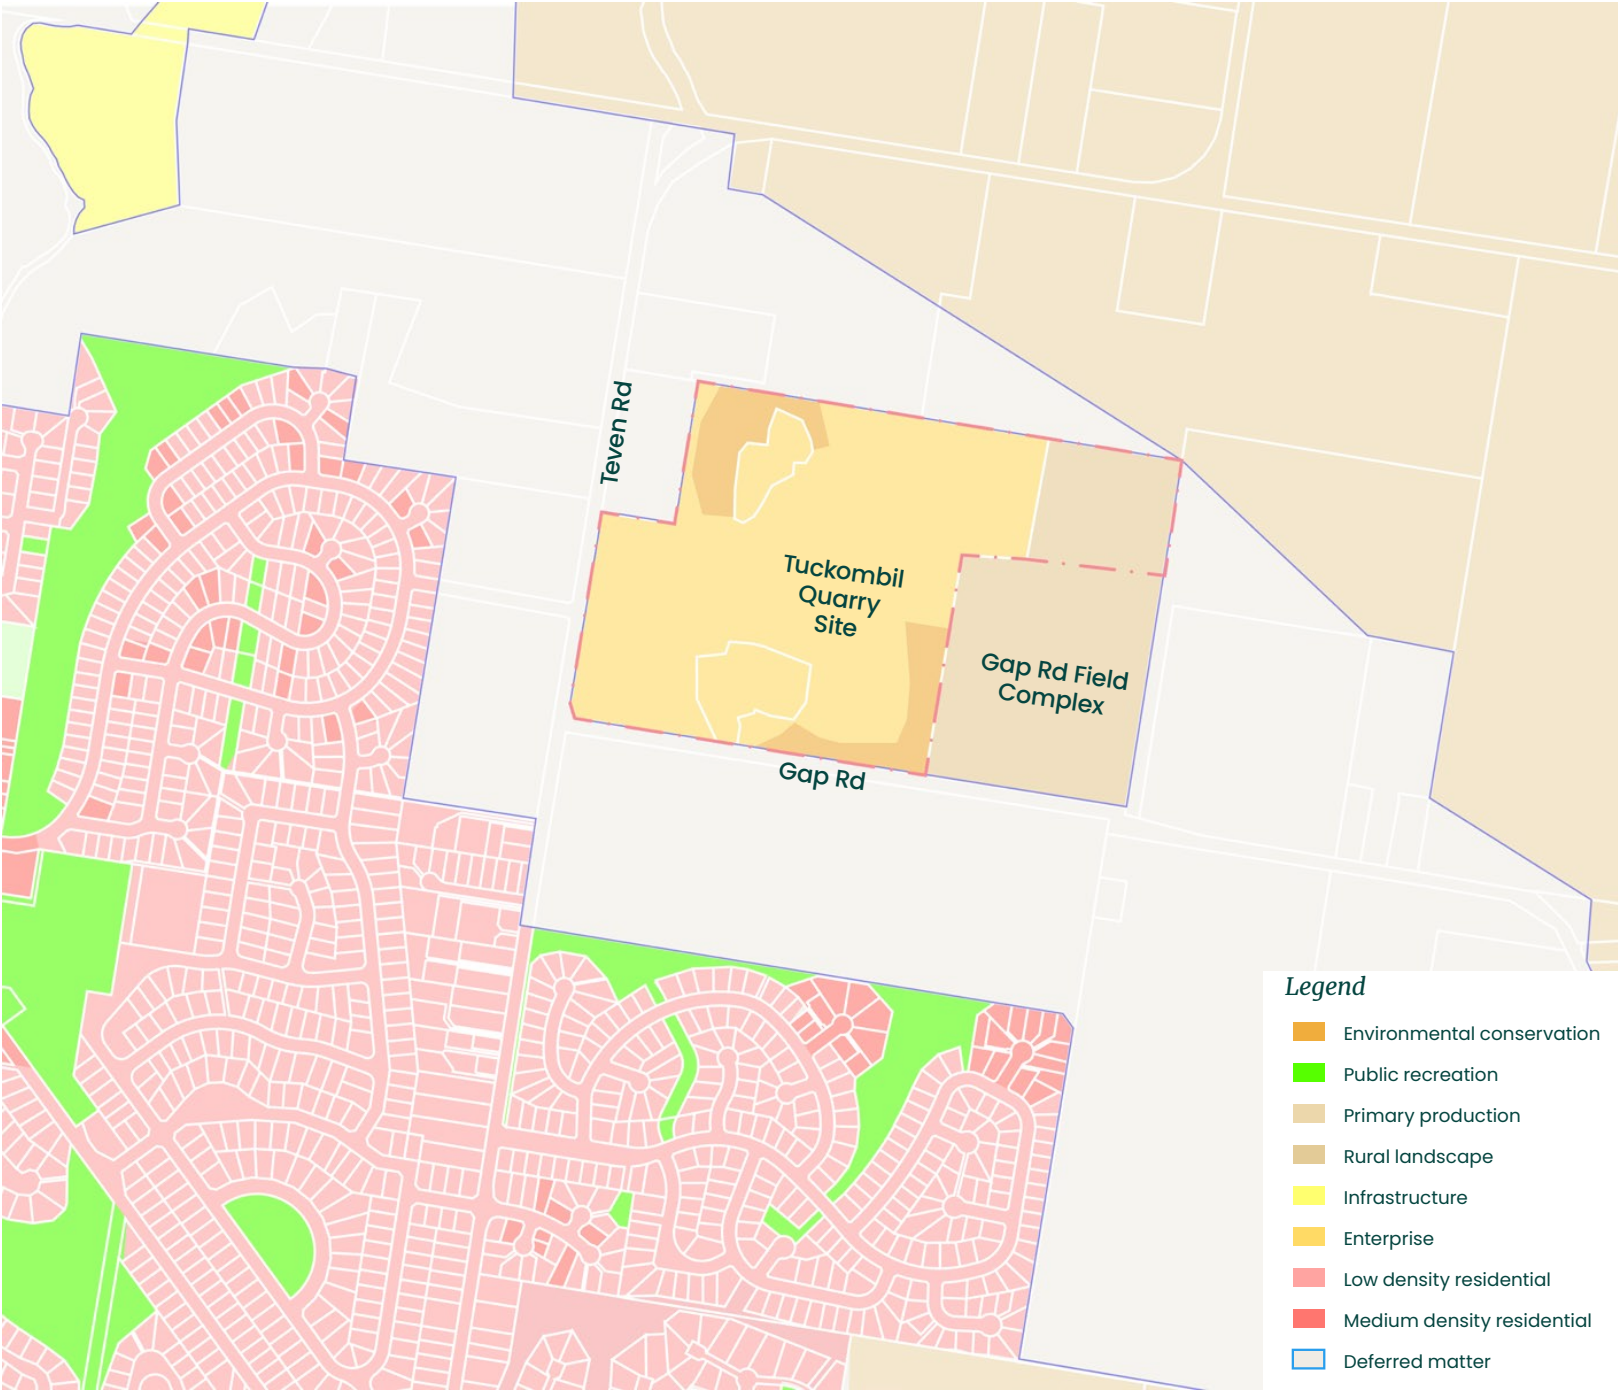 Teven Rd
Tuckombil
Quarry
Site
Gap Rd Field
Complex
Gap Rd
Legend
Environmental conservation
Public recreation
Primary production
Rural landscape
Infrastructure
Enterprise
Low density residential
Medium density residential
Deferred matter